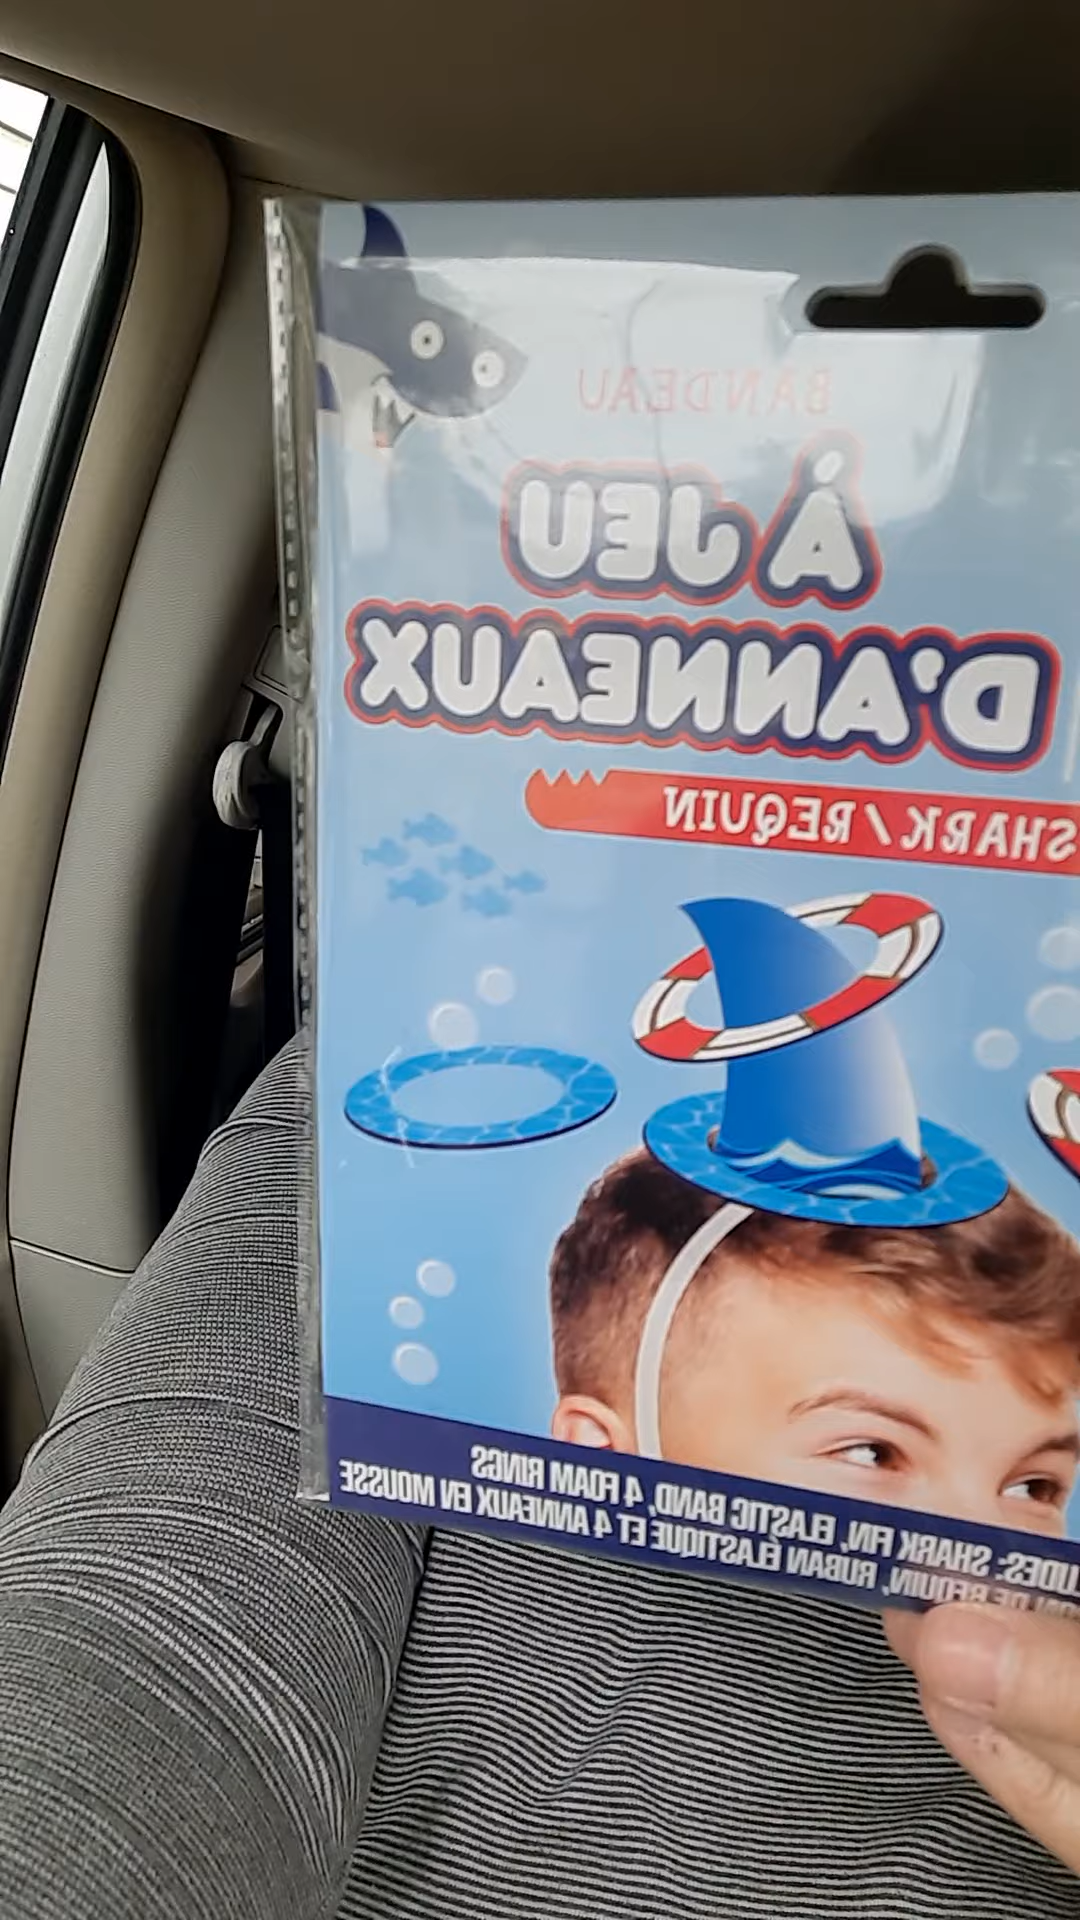 BANDEAU
À JEU
D'ANNEAUX
SHARK / REQUIN
SHARK FIN, ELASTIC BAND, 4 FOAM RINGS
DE REQUIN, RUBAN ÉLASTIQUE ET 4 ANNEAUX EN MOUSSE